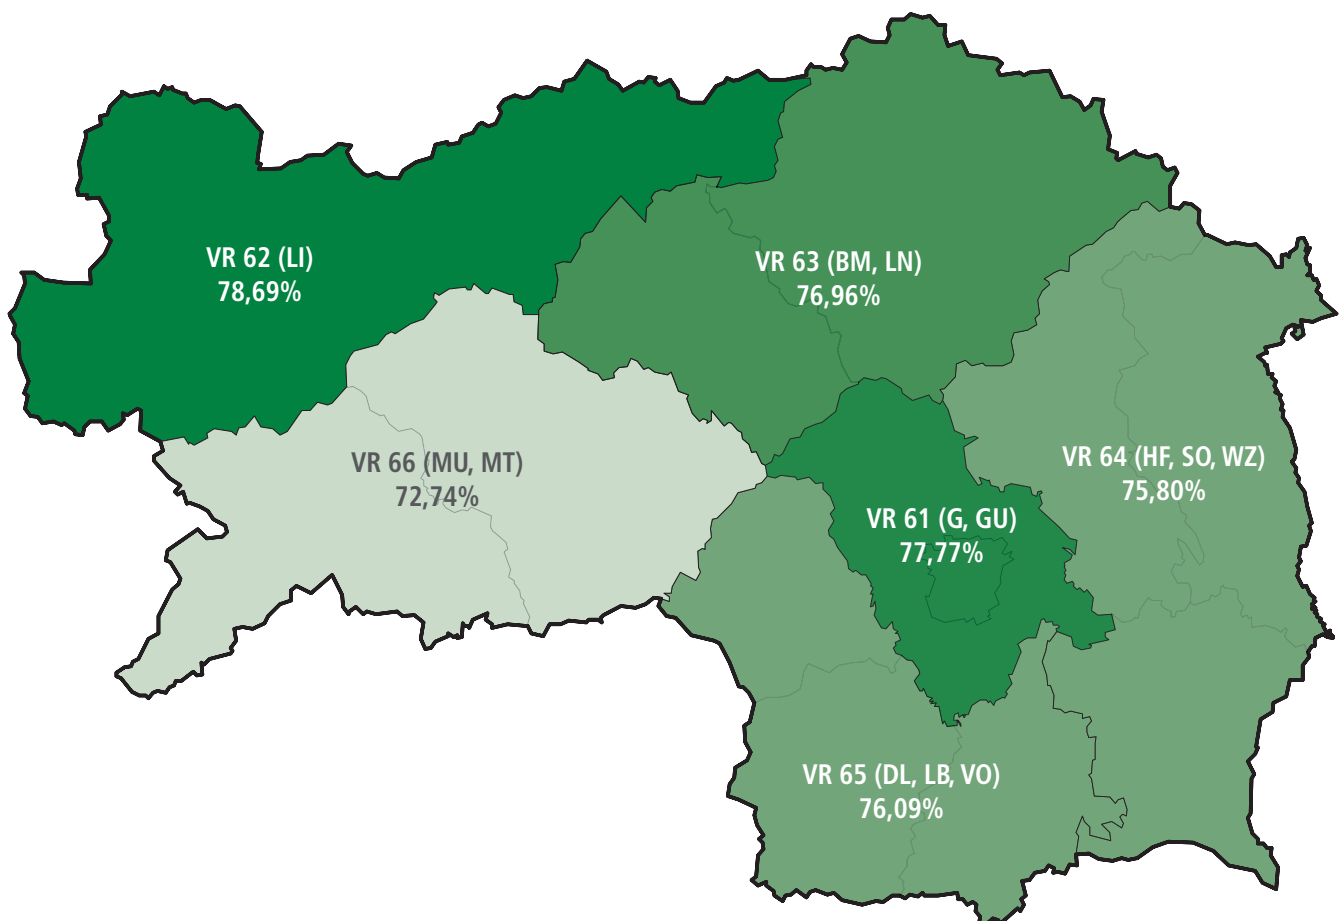 VR 62 (LI)
78,69%
VR 63 (BM, LN)
76,96%
VR 66 (MU, MT)
72,74%
VR 64 (HF, SO, WZ)
75,80%
VR 61 (G, GU)
77,77%
VR 65 (DL, LB, VO)
76,09%